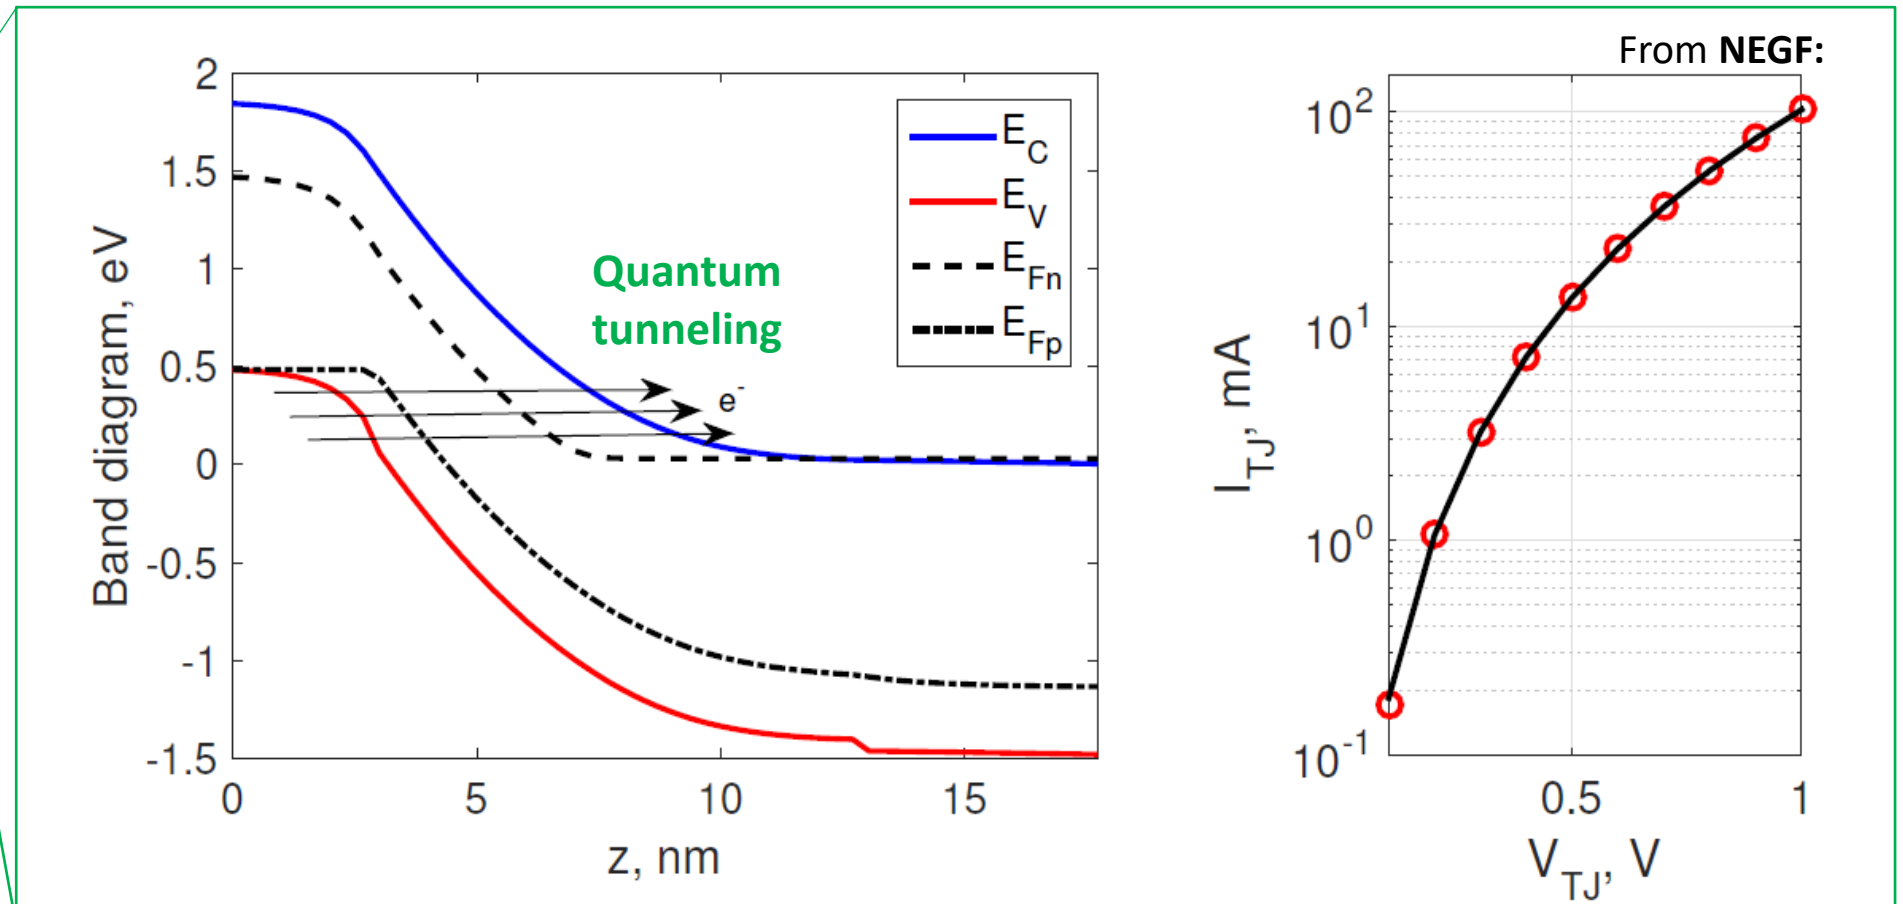 From NEGF:
2
1.5
1
0.5
0
-0.5
-1
-1.5
Band diagram, eV
0
5
10
15
z, nm
E_C
E_V
E_Fn
E_Fp
Quantum
tunneling
e^-
10^2
10^1
10^0
10^-1
I_TJ, mA
0.5
1
V_TJ, V